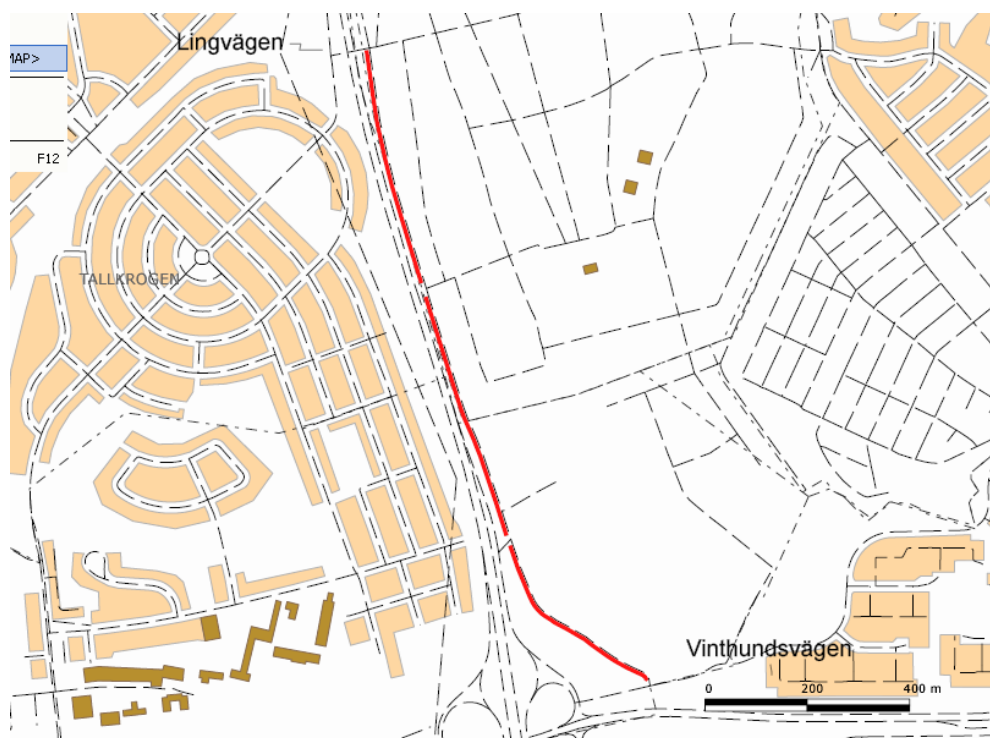 Lingvägen
MAP>
F12
TALLKROGEN
Vinthundsvägen
0 200 400 m